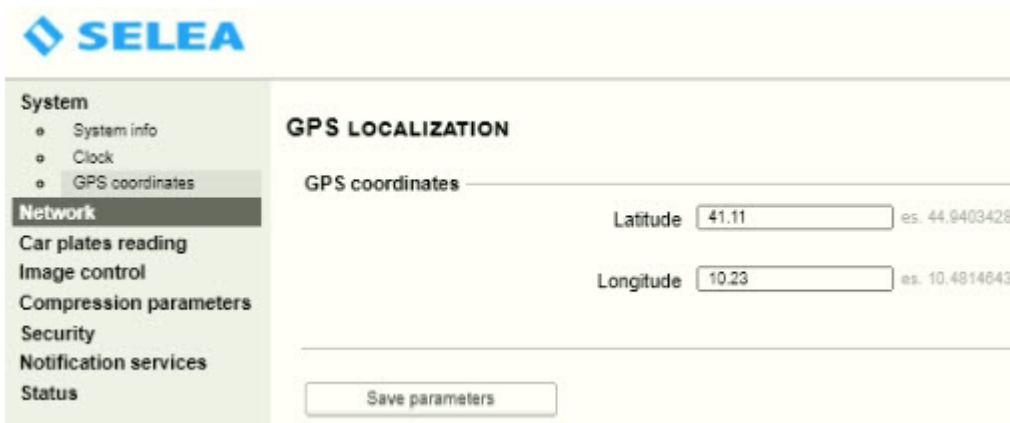 SELEA
System
System info
Clock
GPS coordinates
Network
Car plates reading
Image control
Compression parameters
Security
Notification services
Status
GPS LOCALIZATION
GPS coordinates
Latitude 41.11 es. 44.9403428
Longitude 10.23 es. 10.4814643
Save parameters